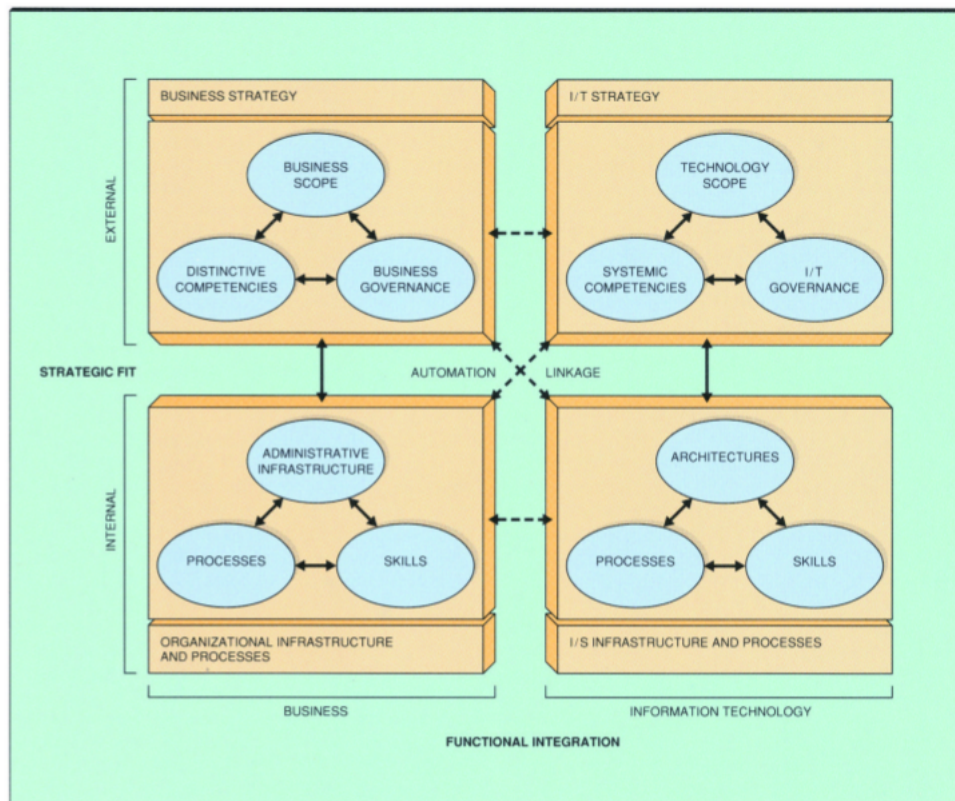 BUSINESS STRATEGY
I/T STRATEGY
BUSINESS
SCOPE
TECHNOLOGY
SCOPE
EXTERNAL
DISTINCTIVE
COMPETENCIES
BUSINESS
GOVERNANCE
SYSTEMIC
COMPETENCIES
I/T
GOVERNANCE
STRATEGIC FIT
AUTOMATION
LINKAGE
ADMINISTRATIVE
INFRASTRUCTURE
ARCHITECTURES
INTERNAL
PROCESSES
SKILLS
PROCESSES
SKILLS
ORGANIZATIONAL INFRASTRUCTURE
AND PROCESSES
I/S INFRASTRUCTURE AND PROCESSES
BUSINESS
INFORMATION TECHNOLOGY
FUNCTIONAL INTEGRATION